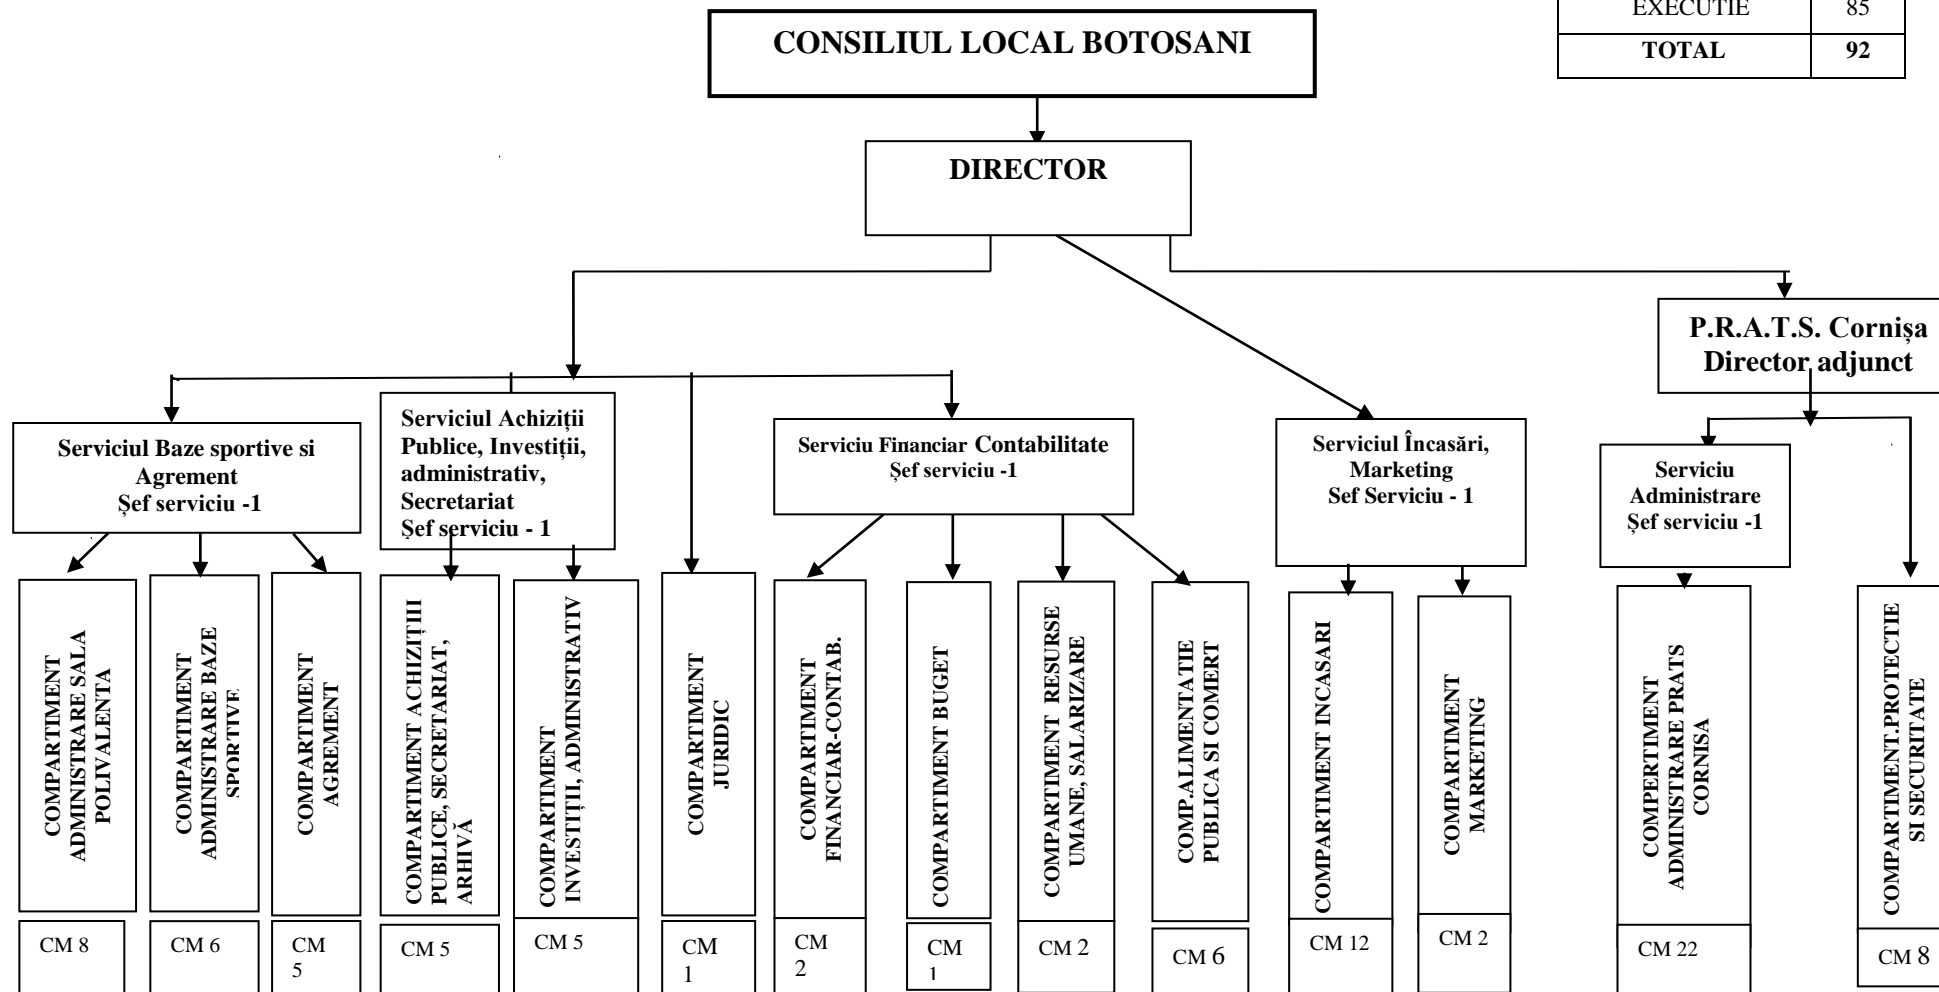 EXECUTIE 85
TOTAL 92
CONSILIUL LOCAL BOTOSANI
DIRECTOR
P.R.A.T.S. Cornișa
Director adjunct
Serviciul Baze sportive si
Agrement
Șef serviciu -1
Serviciul Achiziții
Publice, Investiții,
administrativ,
Secretariat
Șef serviciu - 1
Serviciu Financiar Contabilitate
Șef serviciu -1
Serviciul Încasări,
Marketing
Sef Serviciu - 1
Serviciu
Administrare
Șef serviciu -1
COMPARTIMENT
ADMINISTRARE SALA
POLIVALENTA
COMPARTIMENT
ADMINISTRARE BAZE
SPORTIVE
COMPARTIMENT
AGREMENT
COMPARTIMENT ACHIZIȚIII
PUBLICE, SECRETARIAT,
ARHIVĂ
COMPARTIMENT
INVESTIȚII, ADMINISTRATIV
COMPARTIMENT
JURIDIC
COMPARTIMENT
FINANCIAR-CONTAB.
COMPARTIMENT BUGET
COMPARTIMENT RESURSE
UMANE, SALARIZARE
COMP.ALIMENTATIE
PUBLICA SI COMERT
COMPARTIMENT INCASARI
COMPARTIMENT
MARKETING
COMPERTIMENT
ADMINISTRARE PRATS
CORNISA
COMPARTIMENT.PROTECTIE
SI SECURITATE
CM 8
CM 6
CM
5
CM 5
CM 5
CM
1
CM
2
CM
1
CM 2
CM 6
CM 12
CM 2
CM 22
CM 8